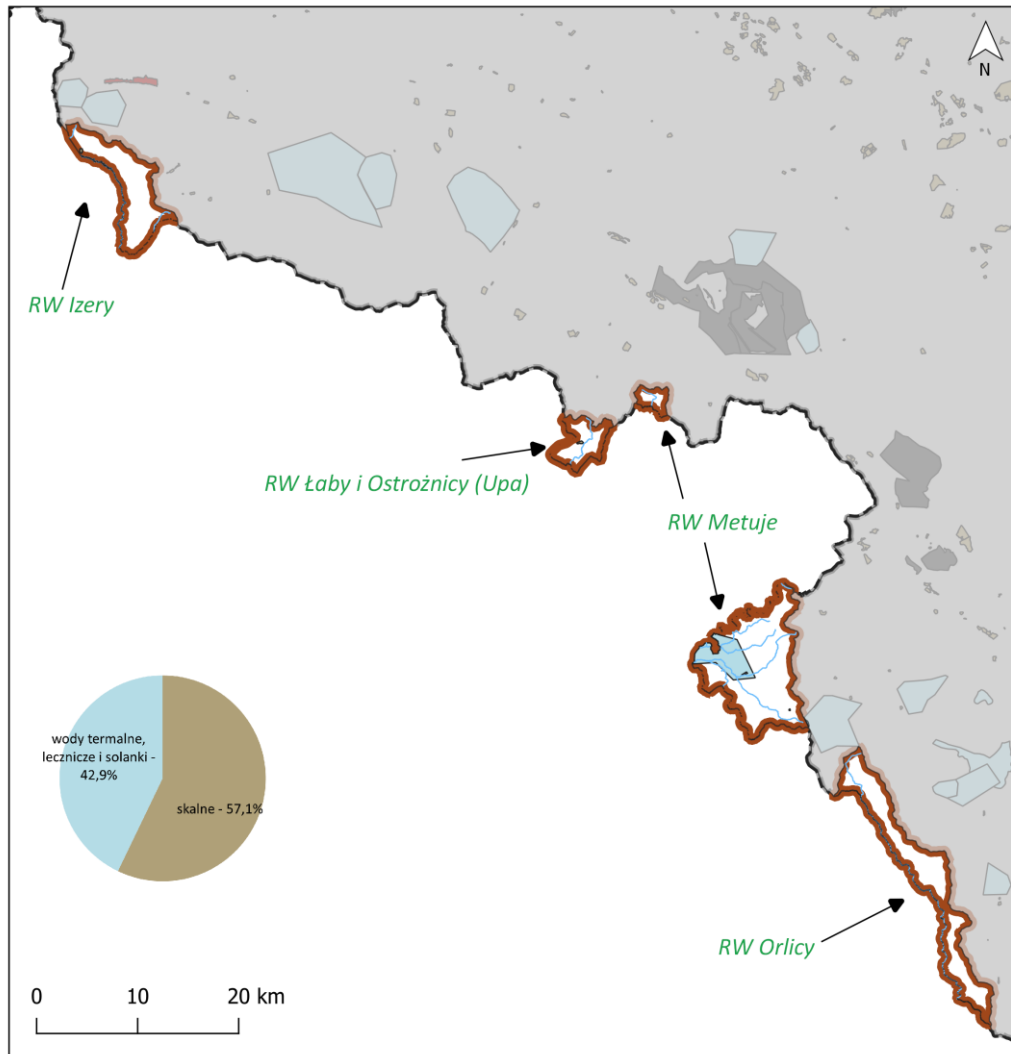 N
RW Izery
RW Łaby i Ostrożnicy (Upa)
RW Metuje
wody termalne,
lecznicze i solanki -
42,9%
skalne - 57,1%
RW Orlicy
0 10 20 km